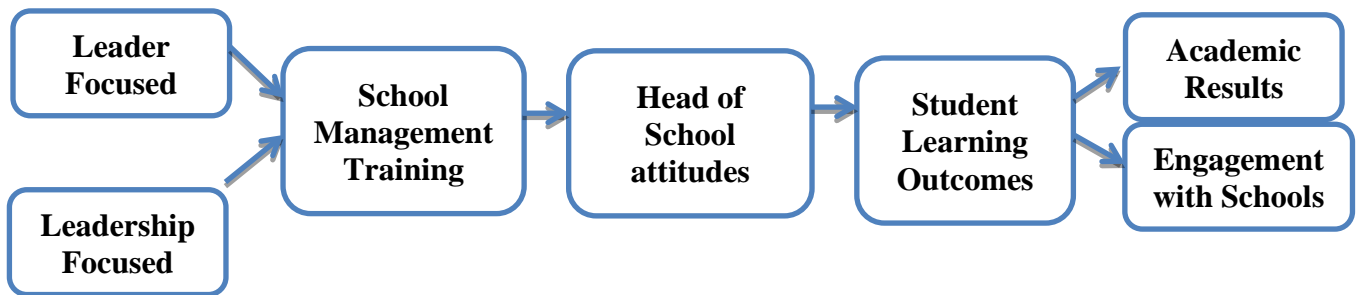 Leader
Focused
Leadership
Focused
School
Management
Training
Head of
School
attitudes
Student
Learning
Outcomes
Academic
Results
Engagement
with Schools